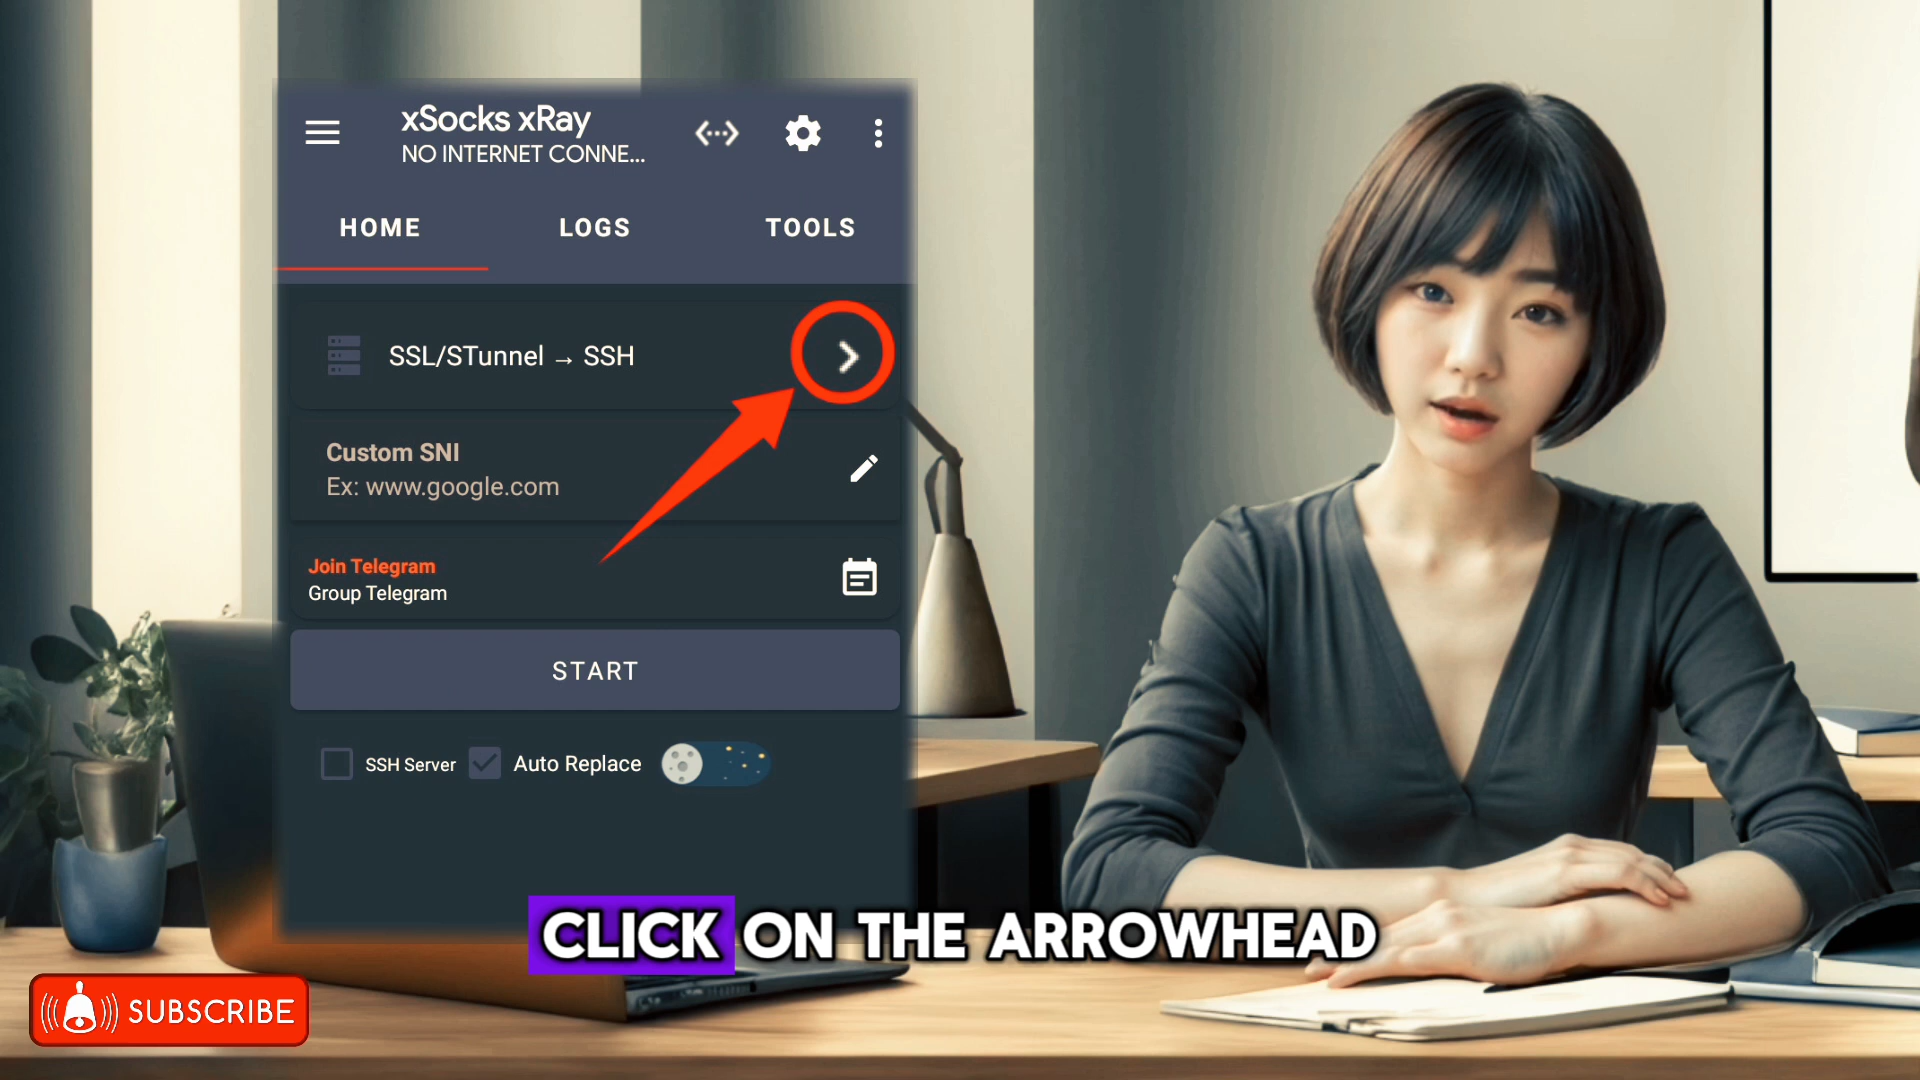 xSocks xRay
NO INTERNET CONNE...
HOME LOGS TOOLS
SSL/STunnel → SSH
Custom SNI
Ex: www.google.com
Join Telegram
Group Telegram
START
SSH Server Auto Replace
CLICK ON THE ARROWHEAD
SUBSCRIBE